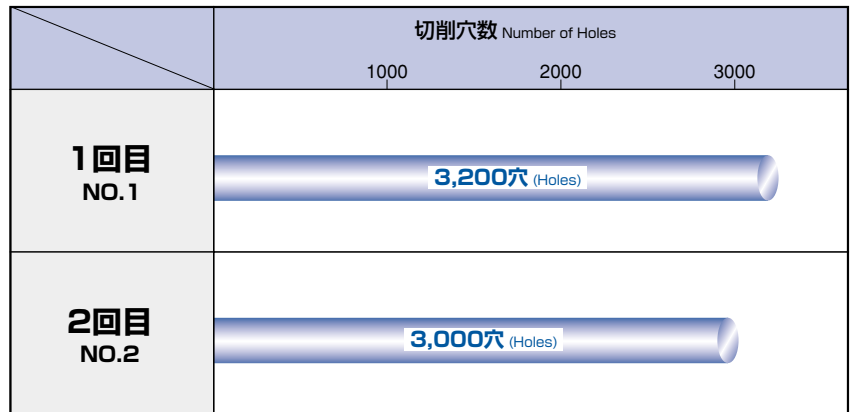 切削穴数 Number of Holes
1000 2000 3000
1回目
NO.1
3,200穴 (Holes)
2回目
NO.2
3,000穴 (Holes)